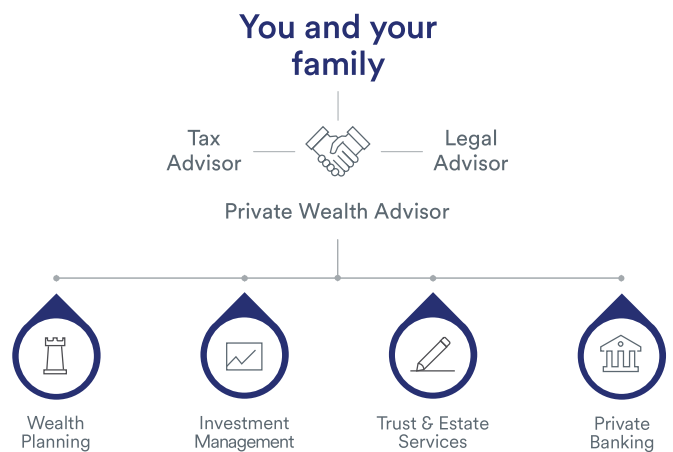 You and your
family
Tax
Advisor
Legal
Advisor
Private Wealth Advisor
Wealth
Planning
Investment
Management
Trust & Estate
Services
Private
Banking